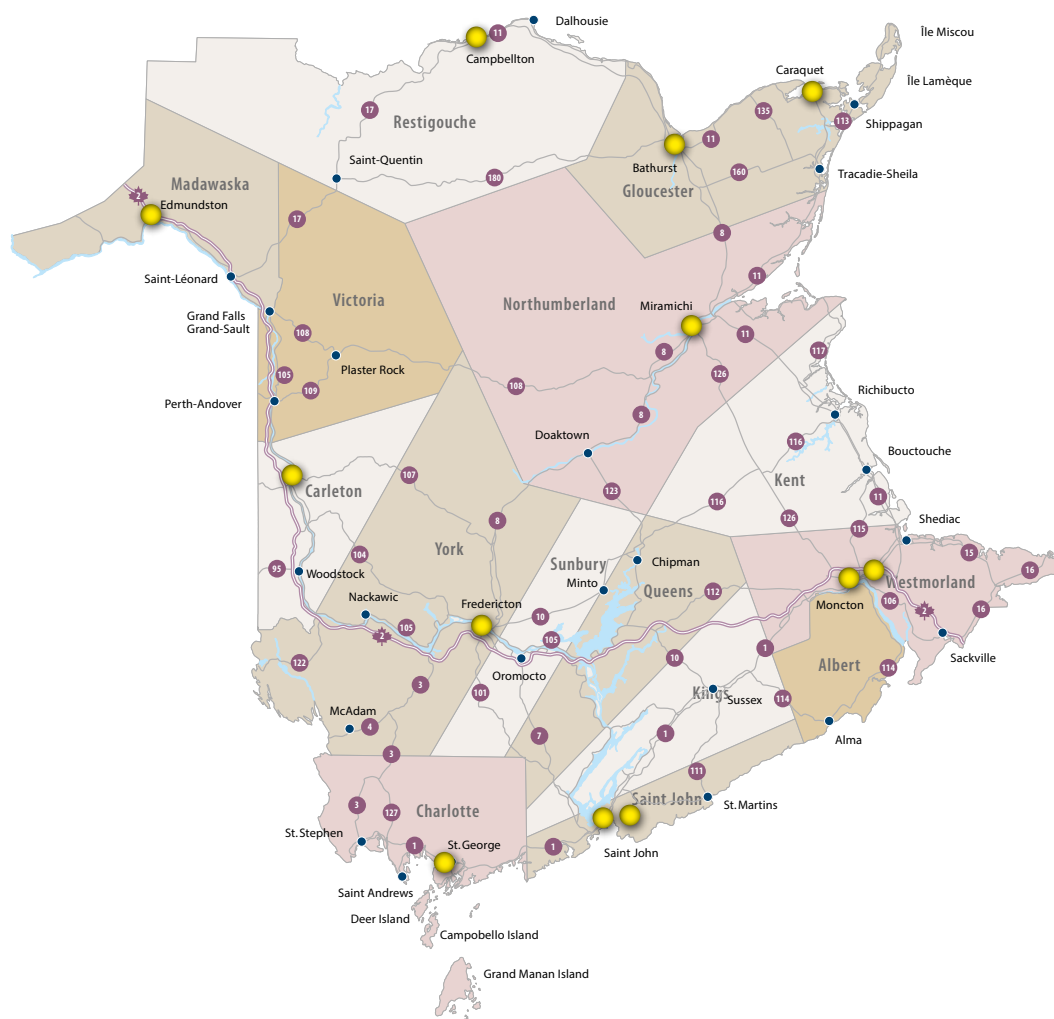 Dalhousie
11
Campbellton
Île Miscou
Caraquet
Île Lamèque
17
135
Restigouche
113
Shippagan
11
Saint-Quentin
Bathurst
160
Tracadie-Sheila
180
Madawaska
Gloucester
2
Edmundston
17
8
Saint-Léonard
11
Victoria
Northumberland
Miramichi
Grand Falls
Grand-Sault
108
11
8
117
Plaster Rock
105
109
108
126
Richibucto
Perth-Andover
8
Doaktown
116
Bouctouche
107
Kent
Carleton
123
11
116
8
126
Shediac
115
York
104
Sunbury
Chipman
15
95
Woodstock
16
Minto
Queens
Westmorland
Nackawic
112
106
Fredericton
Moncton
2
16
10
105
105
2
1
Sackville
122
10
Oromocto
Albert
114
3
101
Kings
Sussex
114
McAdam
4
7
1
Alma
3
111
3
127
Charlotte
Saint John
St. Martins
St. Stephen
1
St. George
1
Saint John
Saint Andrews
Deer Island
Campobello Island
Grand Manan Island